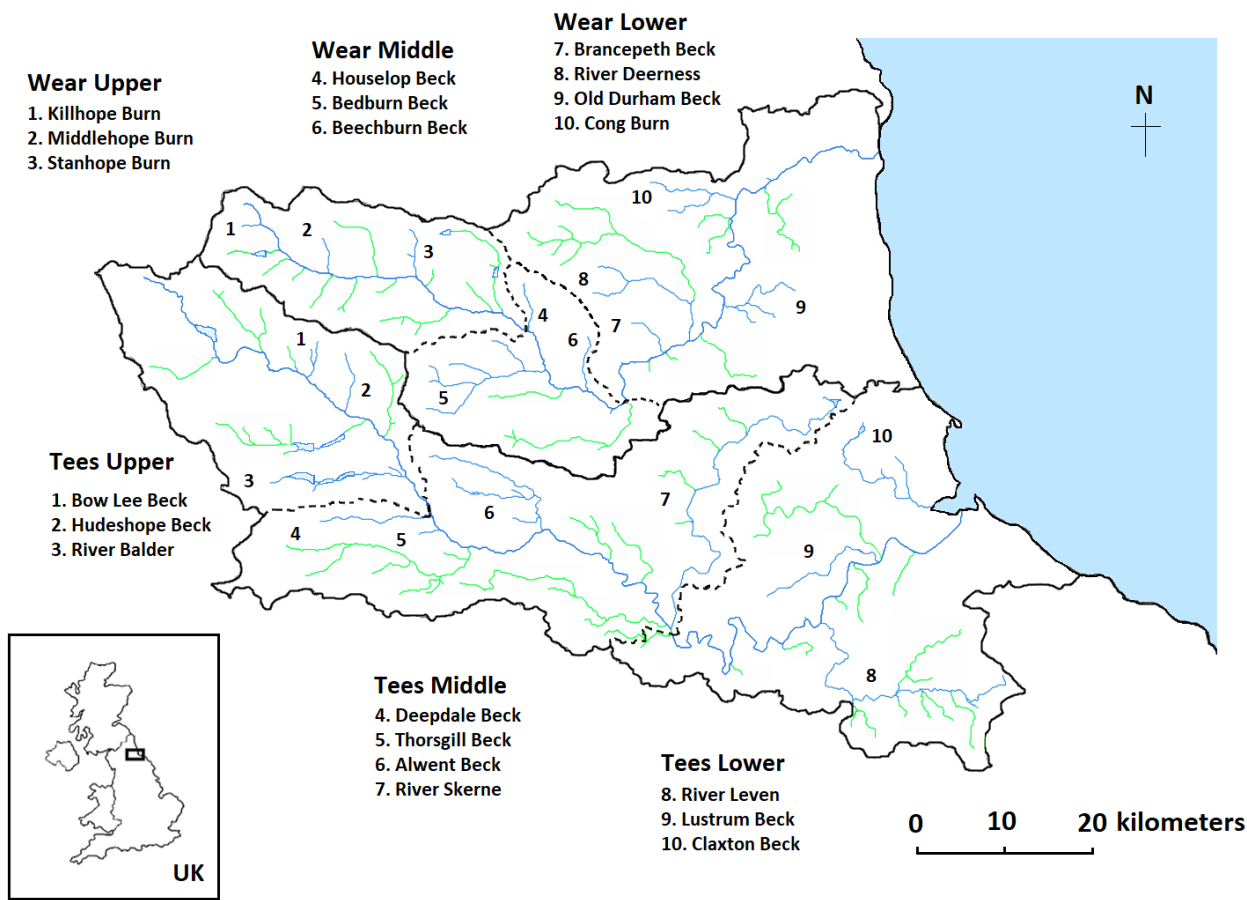 Wear Upper
1. Killhope Burn
2. Middlehope Burn
3. Stanhope Burn
Wear Middle
4. Houselop Beck
5. Bedburn Beck
6. Beechburn Beck
Wear Lower
7. Brancepeth Beck
8. River Deerness
9. Old Durham Beck
10. Cong Burn
N
10
1
2
3
8
9
4
7
6
5
1
2
10
3
7
6
4
5
9
8
Tees Upper
1. Bow Lee Beck
2. Hudeshope Beck
3. River Balder
Tees Middle
4. Deepdale Beck
5. Thorsgill Beck
6. Alwent Beck
7. River Skerne
Tees Lower
8. River Leven
9. Lustrum Beck
10. Claxton Beck
0 10 20 kilometers
UK